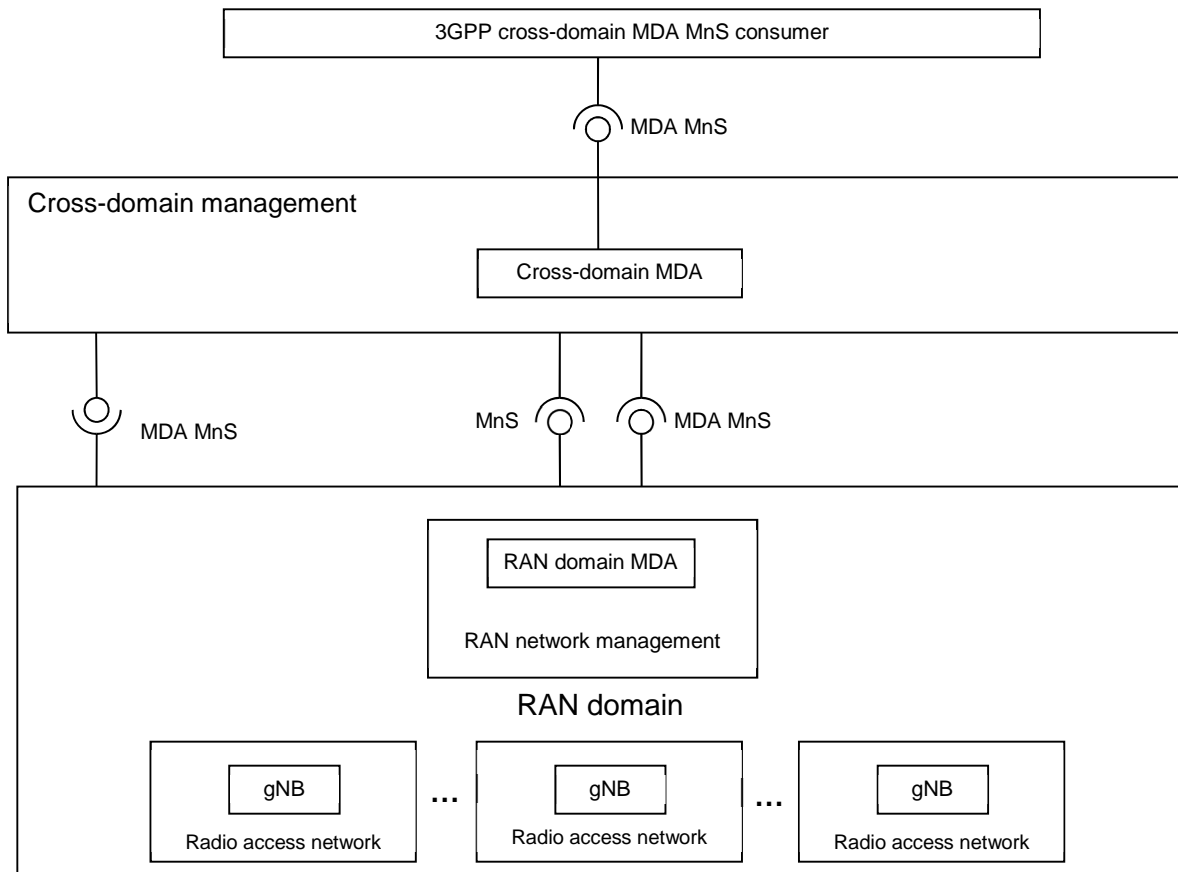 3GPP cross-domain MDA MnS consumer
MDA MnS
Cross-domain management
Cross-domain MDA
MDA MnS
MnS
MDA MnS
RAN domain MDA
RAN network management
RAN domain
gNB
...
gNB
...
gNB
Radio access network
Radio access network
Radio access network